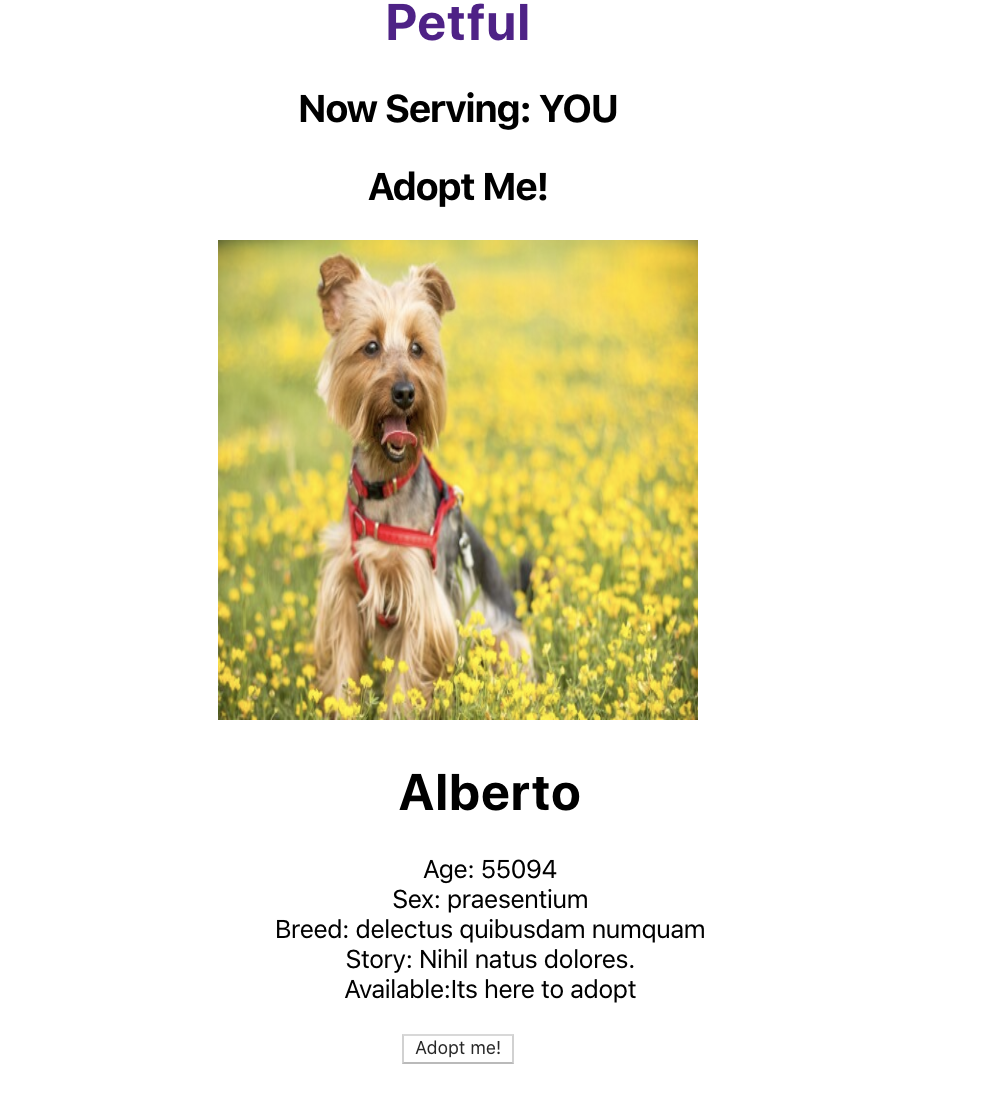 Petful
Now Serving: YOU
Adopt Me!
Alberto
Age: 55094
Sex: praesentium
Breed: delectus quibusdam numquam
Story: Nihil natus dolores.
Available:Its here to adopt
Adopt me!